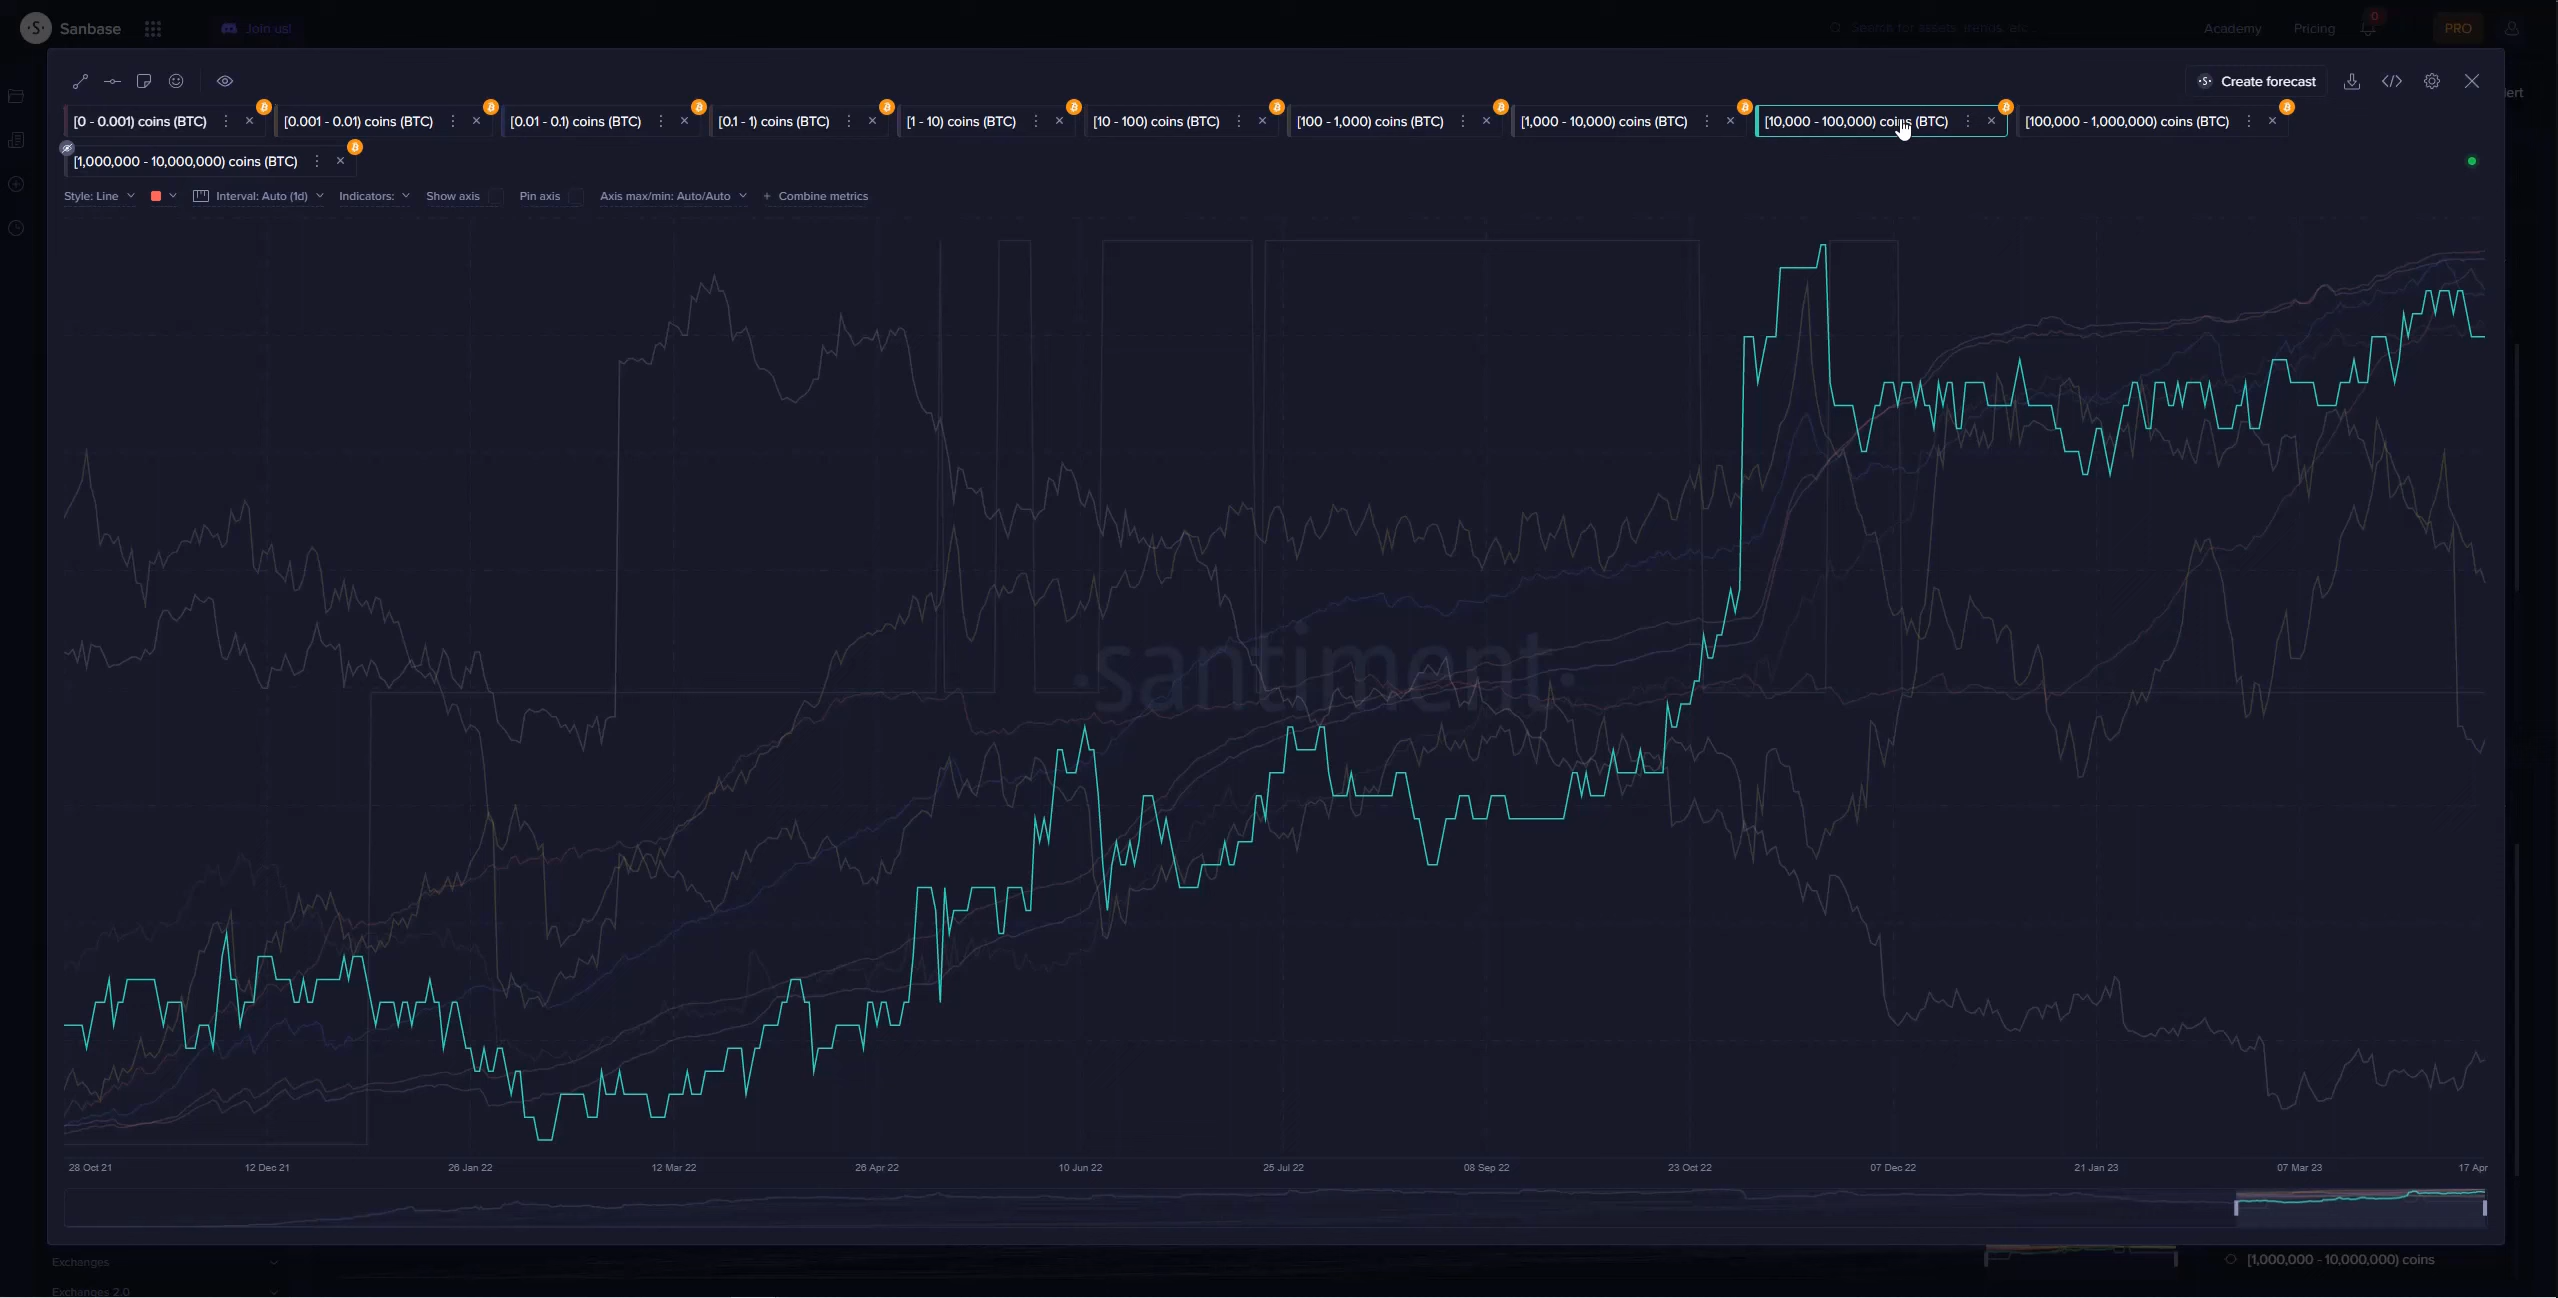 Sanbase Join us! Search for assets, trends, etc... Academy Pricing 0 PRO
Create forecast
[0 - 0.001) coins (BTC) [0.001 - 0.01) coins (BTC) [0.01 - 0.1) coins (BTC) [0.1 - 1) coins (BTC) [1 - 10) coins (BTC) [10 - 100) coins (BTC) [100 - 1,000) coins (BTC) [1,000 - 10,000) coins (BTC) [10,000 - 100,000) coins (BTC) [100,000 - 1,000,000) coins (BTC)
[1,000,000 - 10,000,000) coins (BTC)
Style: Line Interval: Auto (1d) Indicators: Show axis Pin axis Axis max/min: Auto/Auto + Combine metrics
·santiment·
28 Oct 21 12 Dec 21 26 Jan 22 12 Mar 22 26 Apr 22 10 Jun 22 25 Jul 22 08 Sep 22 23 Oct 22 07 Dec 22 21 Jan 23 07 Mar 23 17 Apr
Exchanges [1,000,000 - 10,000,000) coins
Exchanges 2.0